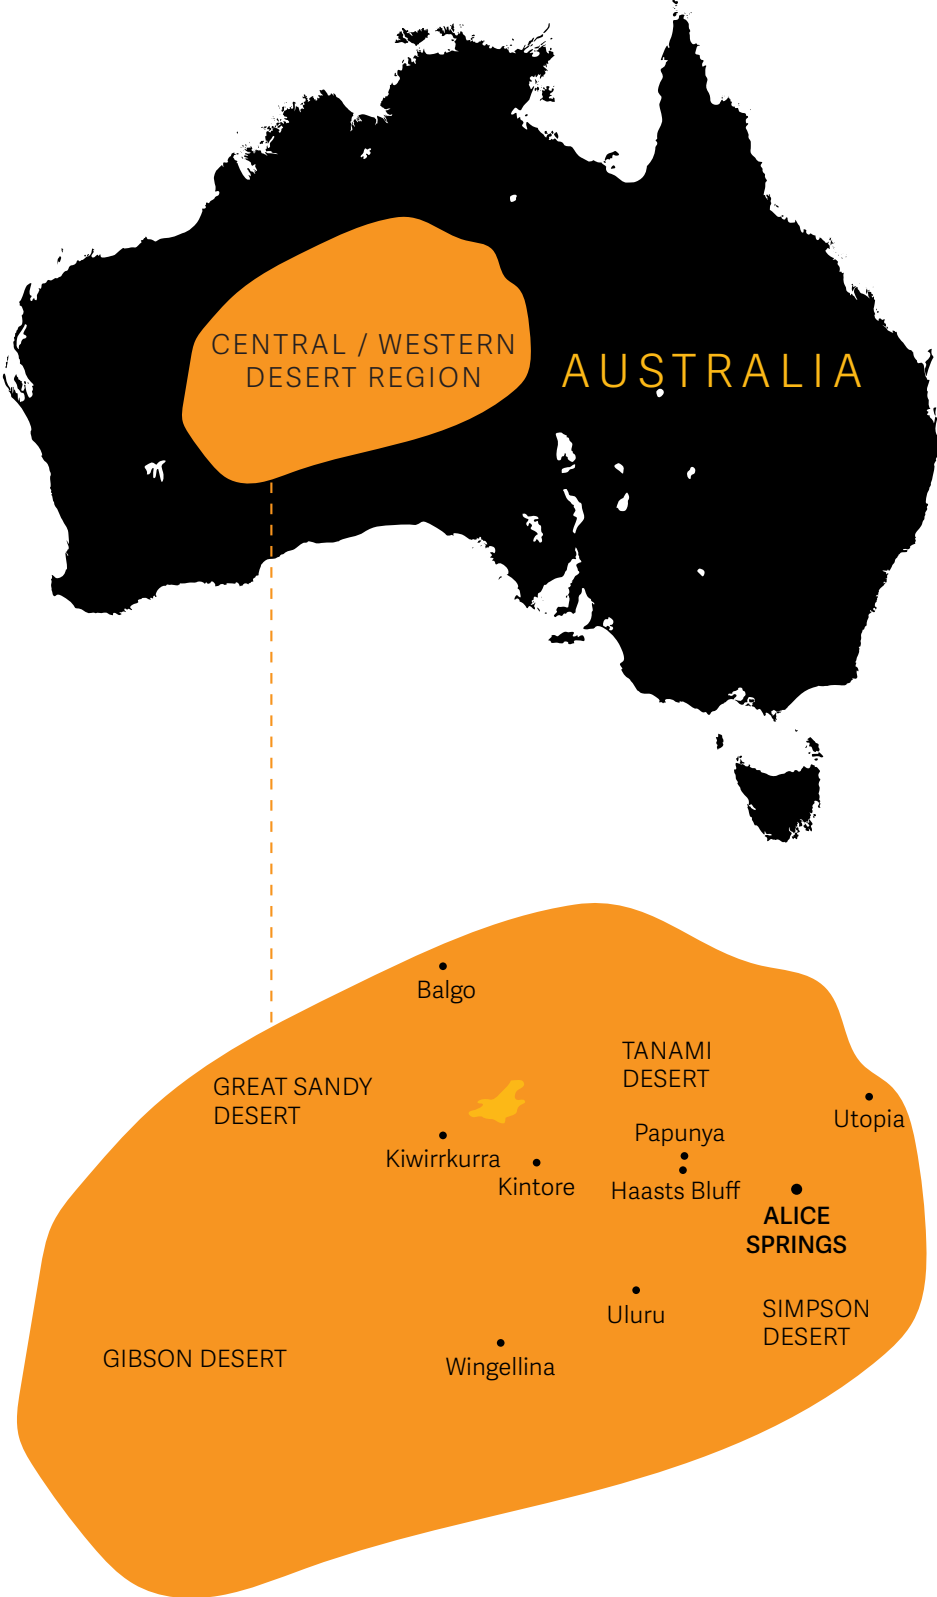 CENTRAL / WESTERN
DESERT REGION
AUSTRALIA
Balgo
TANAMI
DESERT
GREAT SANDY
DESERT
Utopia
Papunya
Kiwirrkurra
Kintore
Haasts Bluff
ALICE
SPRINGS
Uluru
SIMPSON
DESERT
GIBSON DESERT
Wingellina